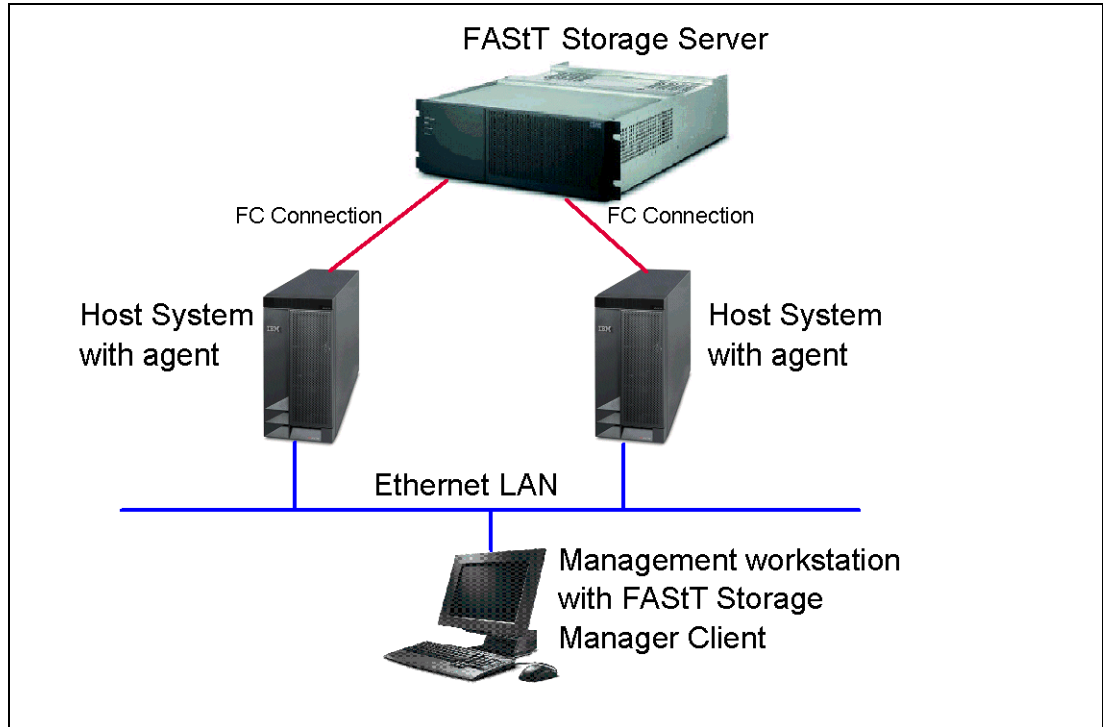 FAStT Storage Server
FC Connection
FC Connection
Host System
with agent
Host System
with agent
Ethernet LAN
Management workstation
with FAStT Storage
Manager Client